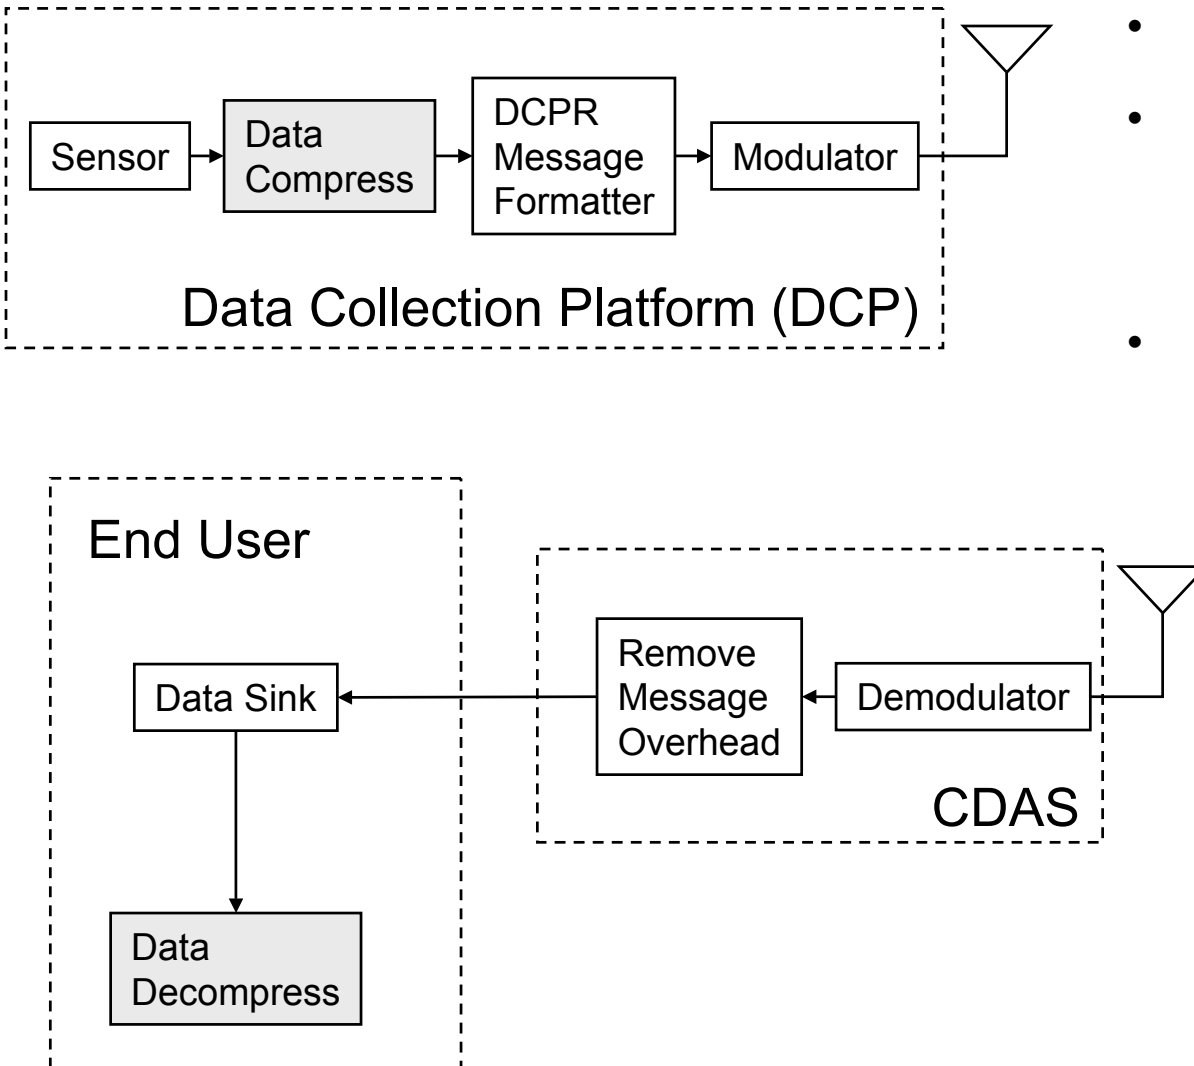 Sensor
Data
Compress
DCPR
Message
Formatter
Modulator
Data Collection Platform (DCP)
•
•
•
End User
Data Sink
Data
Decompress
Remove
Message
Overhead
Demodulator
CDAS